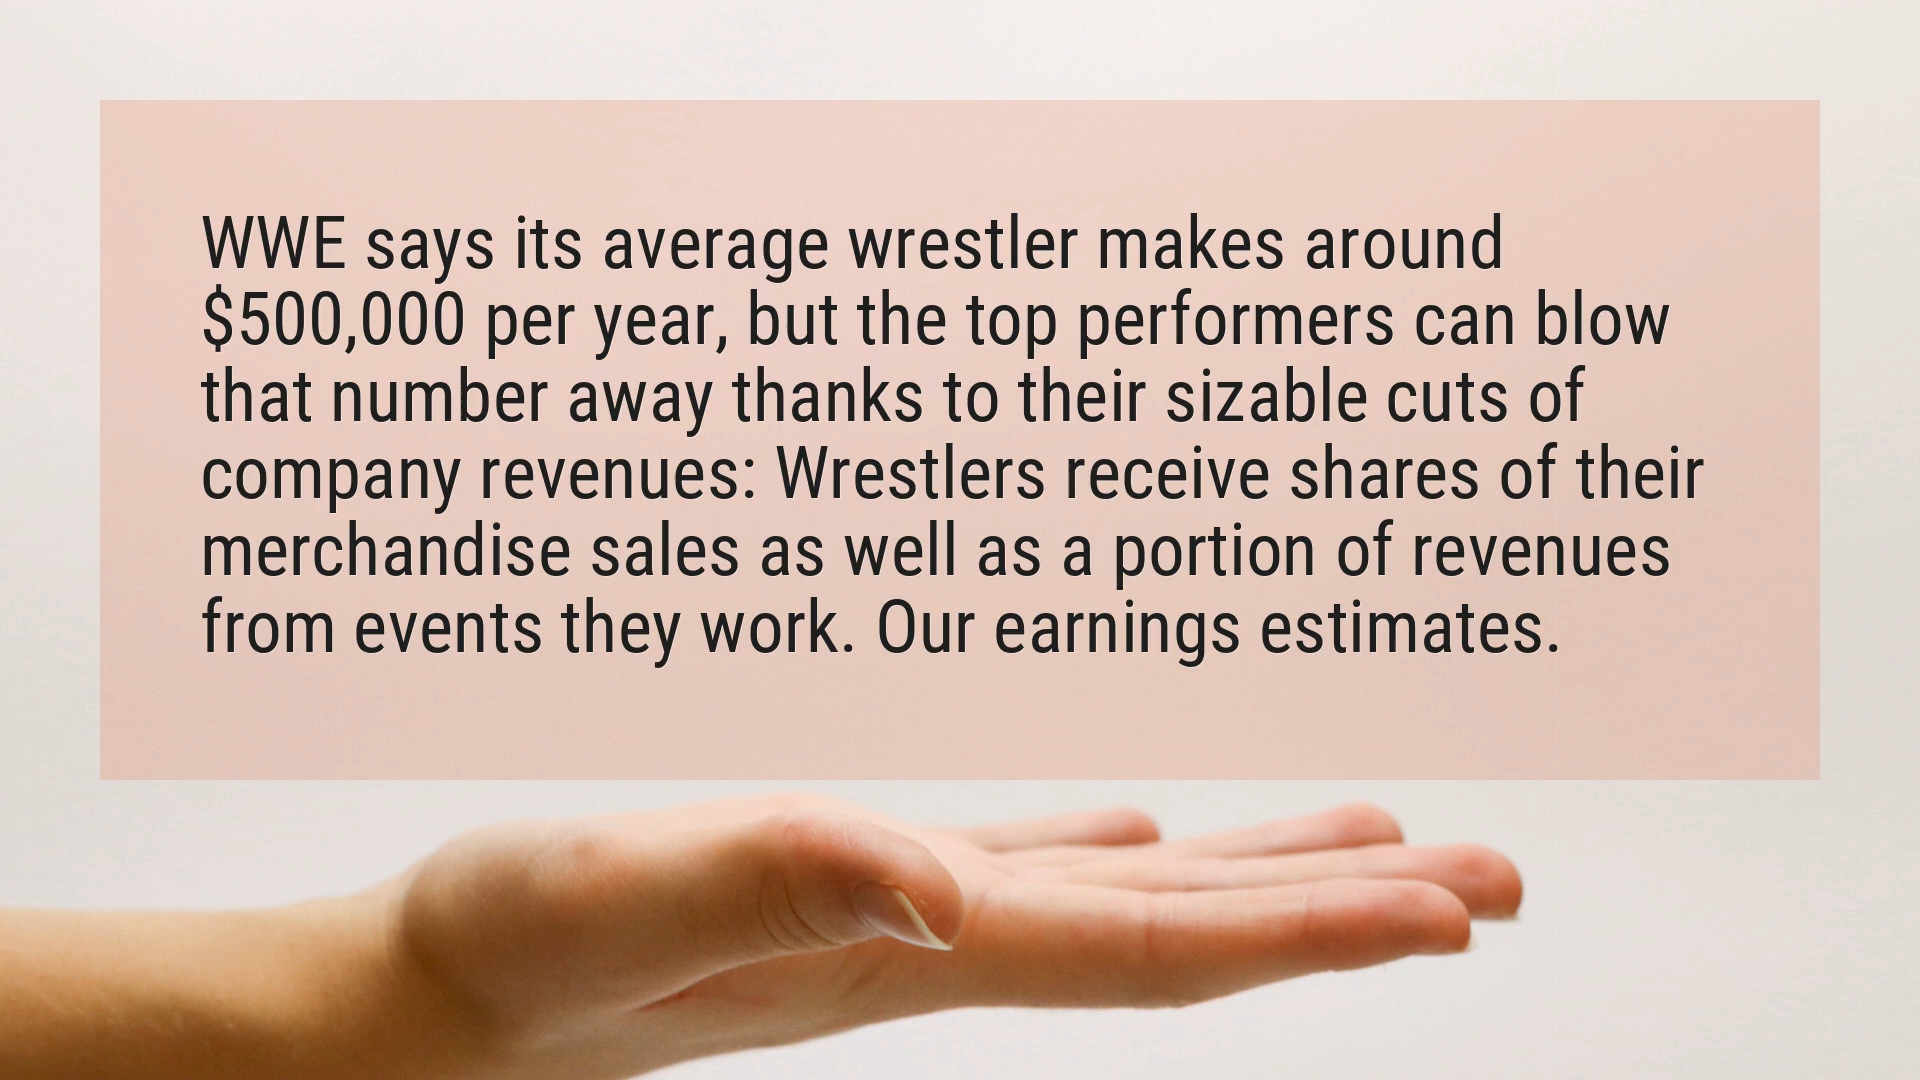 WWE says its average wrestler makes around
$500,000 per year, but the top performers can blow
that number away thanks to their sizable cuts of
company revenues: Wrestlers receive shares of their
merchandise sales as well as a portion of revenues
from events they work. Our earnings estimates.